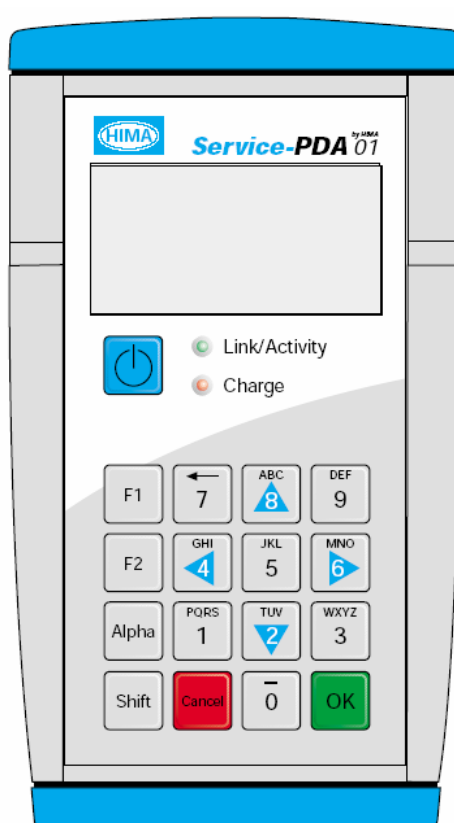 HIMA
Service-PDA 01
by HIMA
Link/Activity
Charge
F1
7
ABC
8
DEF
9
F2
GHI
4
JKL
5
MNO
6
Alpha
PQRS
1
TUV
2
WXYZ
3
Shift
Cancel
0
OK